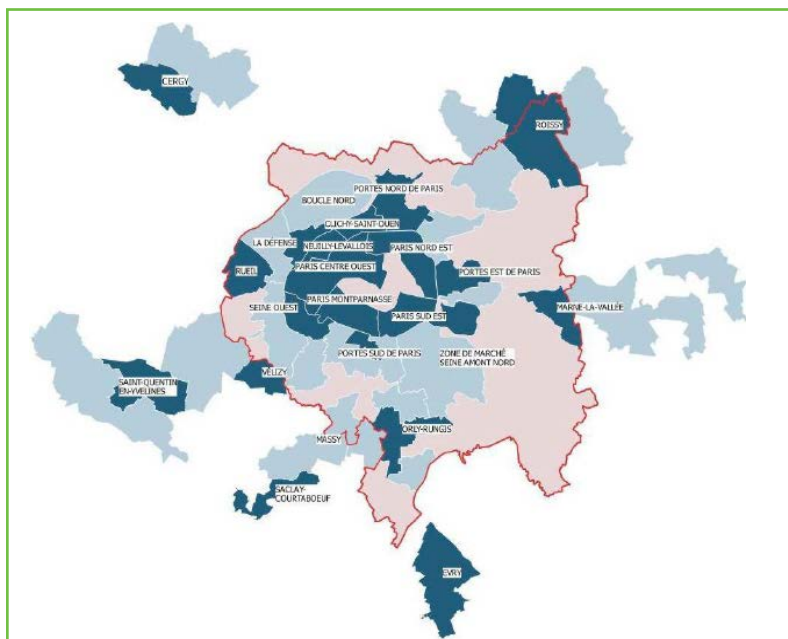 CERGY
ROISSY
PORTES NORD DE PARIS
BOUCLE NORD
CLICHY-SAINT-OUEN
LA DÉFENSE
NEUILLY-LEVALLOIS
PARIS NORD EST
RUEIL
PARIS CENTRE OUEST
PORTES EST DE PARIS
PARIS MONTPARNASSE
SEINE OUEST
PARIS SUD EST
MARNE-LA-VALLÉE
PORTES SUD DE PARIS
ZONE DE MARCHÉ
SEINE AMONT NORD
VÉLIZY
SAINT-QUENTIN
EN-YVELINES
ORLY-RUNGIS
MASSY
SACLAY-
COURTABOEUF
EVRY